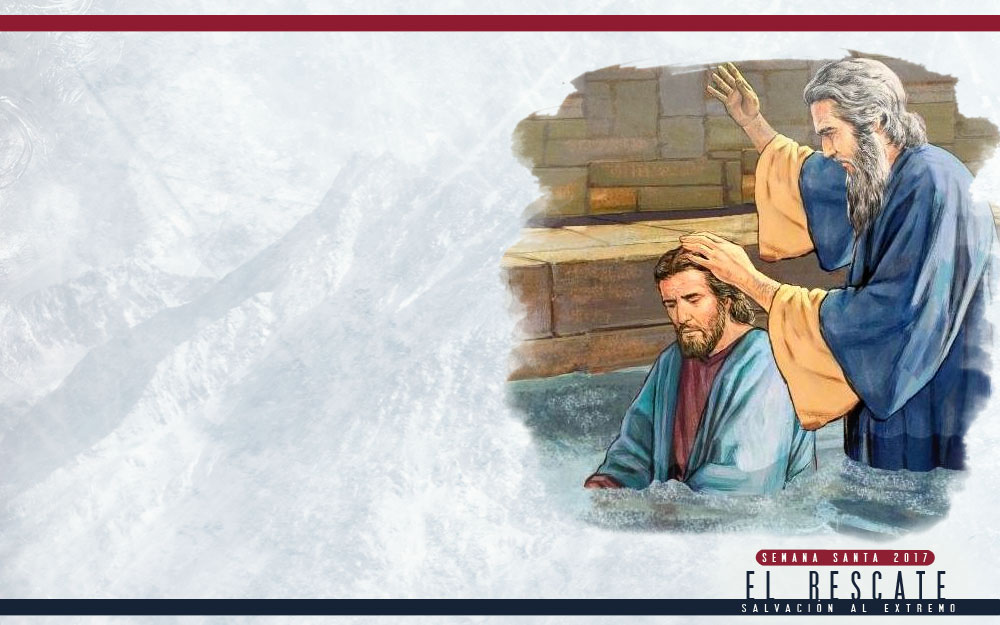 SEMANA SANTA 2017
EL RESCATE
SALVACIÓN AL EXTREMO